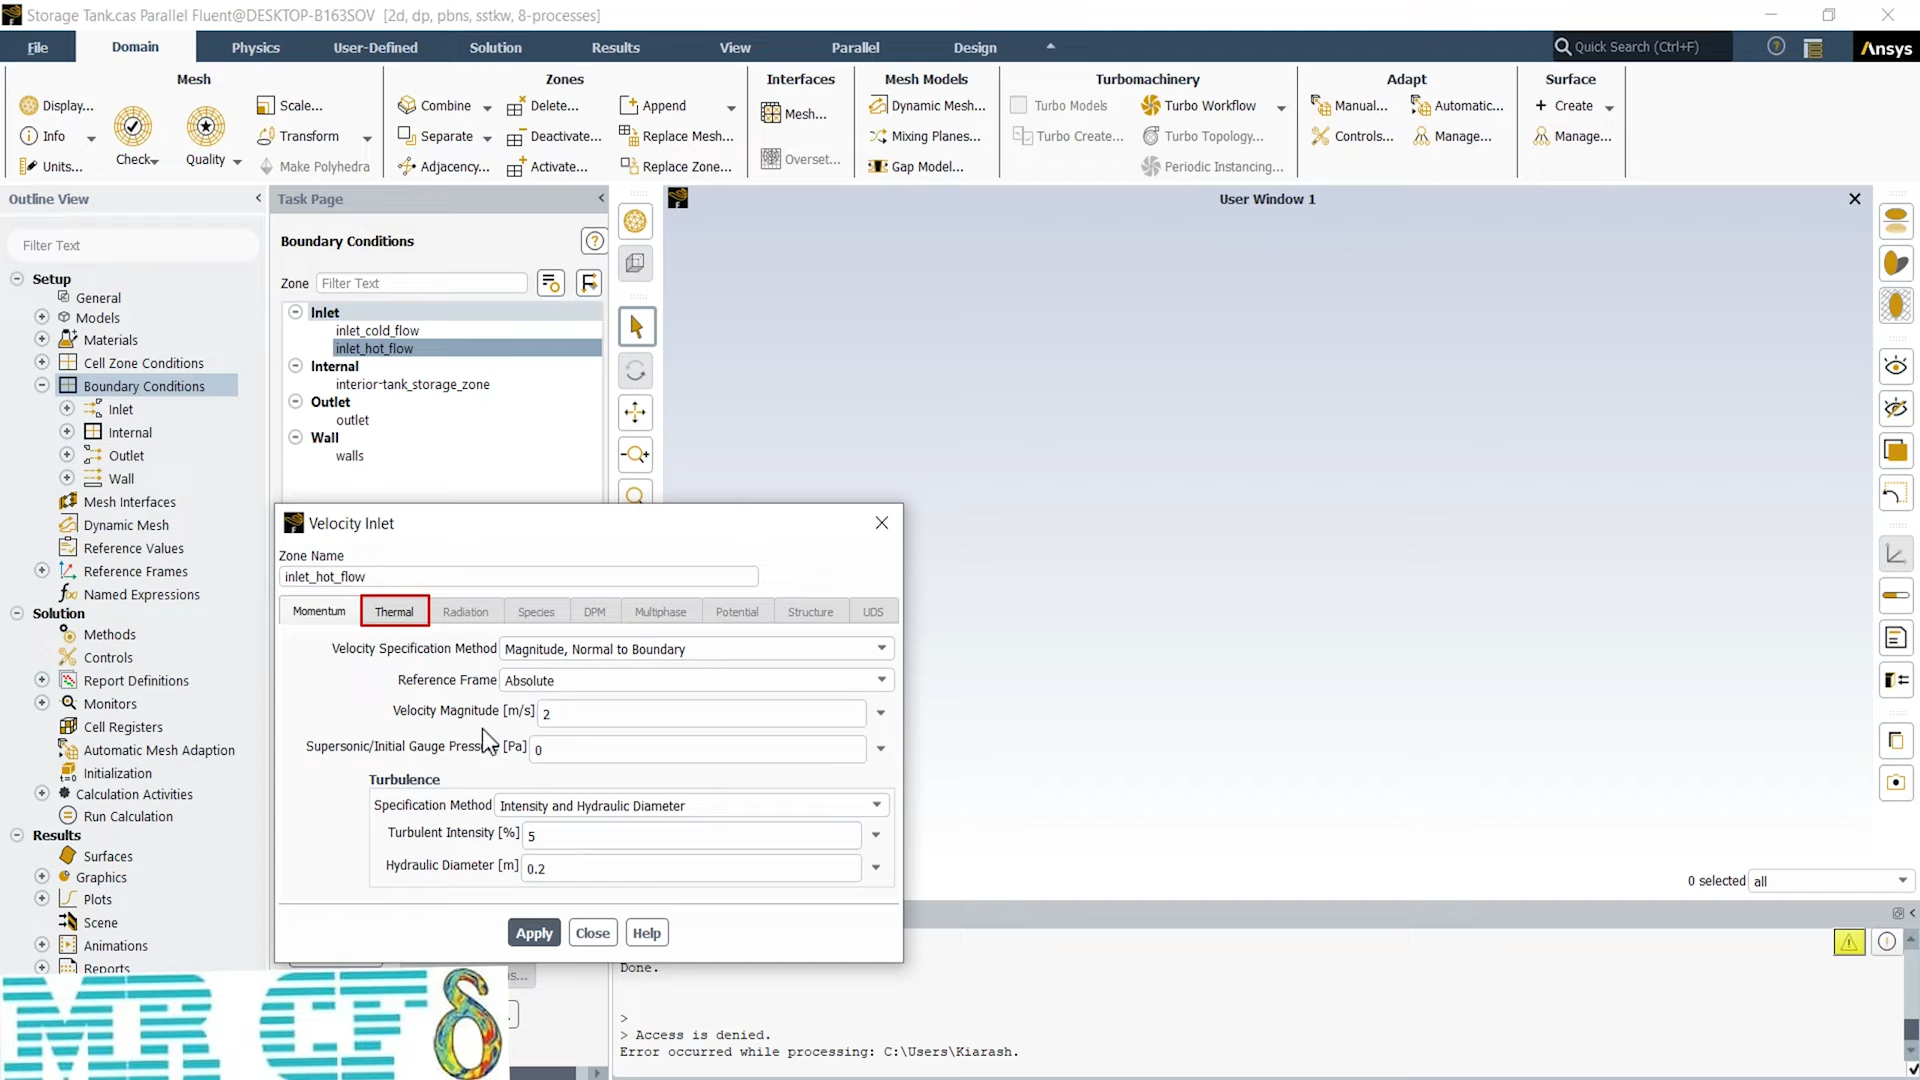 Storage Tank.cas Parallel Fluent@DESKTOP-B163SOV [2d, dp, pbns, sstkw, 8-processes]
File
Domain
Physics
User-Defined
Solution
Results
View
Parallel
Design
Quick Search (Ctrl+F)
Ansys
Mesh
Display...
Info
Units...
Check
Quality
Scale...
Transform
Make Polyhedra
Zones
Combine
Separate
Adjacency...
Delete...
Deactivate...
Activate...
Append
Replace Mesh...
Replace Zone...
Interfaces
Mesh...
Overset...
Mesh Models
Dynamic Mesh...
Mixing Planes...
Gap Model...
Turbomachinery
Turbo Models
Turbo Create...
Turbo Workflow
Turbo Topology...
Periodic Instancing...
Adapt
Manual...
Controls...
Automatic...
Manage...
Surface
Create
Manage...
Outline View
Filter Text
Setup
General
Models
Materials
Cell Zone Conditions
Boundary Conditions
Inlet
Internal
Outlet
Wall
Mesh Interfaces
Dynamic Mesh
Reference Values
Reference Frames
Named Expressions
Solution
Methods
Controls
Report Definitions
Monitors
Cell Registers
Automatic Mesh Adaption
Initialization
Calculation Activities
Run Calculation
Results
Surfaces
Graphics
Plots
Scene
Animations
Reports
Task Page
Boundary Conditions
Zone
Filter Text
Inlet
inlet_cold_flow
inlet_hot_flow
Internal
interior-tank_storage_zone
Outlet
outlet
Wall
walls
User Window 1
Velocity Inlet
Zone Name
inlet_hot_flow
Momentum
Thermal
Radiation
Species
DPM
Multiphase
Potential
Structure
UDS
Velocity Specification Method
Magnitude, Normal to Boundary
Reference Frame
Absolute
Velocity Magnitude [m/s]
2
Supersonic/Initial Gauge Press [Pa]
0
Turbulence
Specification Method
Intensity and Hydraulic Diameter
Turbulent Intensity [%]
5
Hydraulic Diameter [m]
0.2
Apply
Close
Help
0 selected
all
Done.
>
> Access is denied.
Error occurred while processing: C:\Users\Kiarash.
MR CF